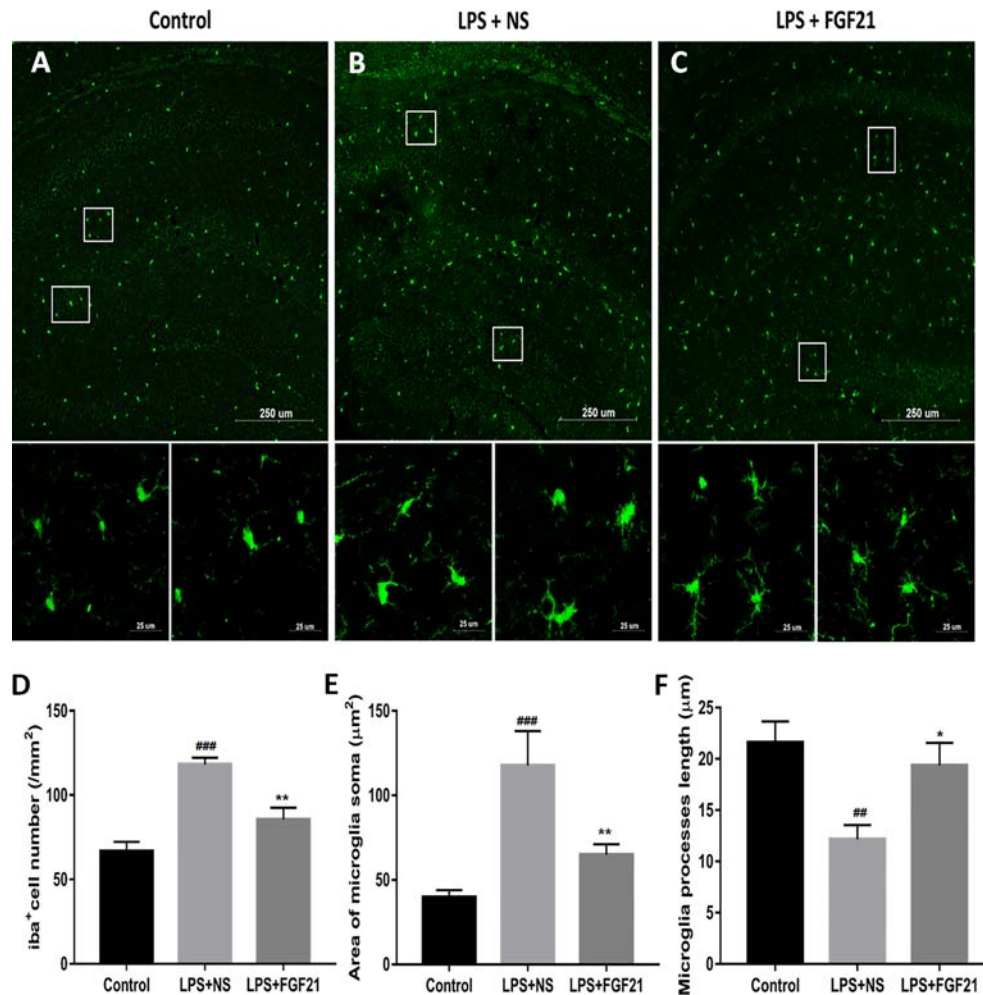 Control
LPS + NS
LPS + FGF21
A
B
C
250 um
250 um
250 um
25 um
25 um
25 um
25 um
25 um
25 um
D
iba+cell number (/mm²)
150
100
50
0
###
**
Control
LPS+NS
LPS+FGF21
E
Area of microglia soma (μm²)
150
100
50
0
###
**
Control
LPS+NS
LPS+FGF21
F
Microglia processes length (μm)
25
20
15
10
5
0
##
*
Control
LPS+NS
LPS+FGF21